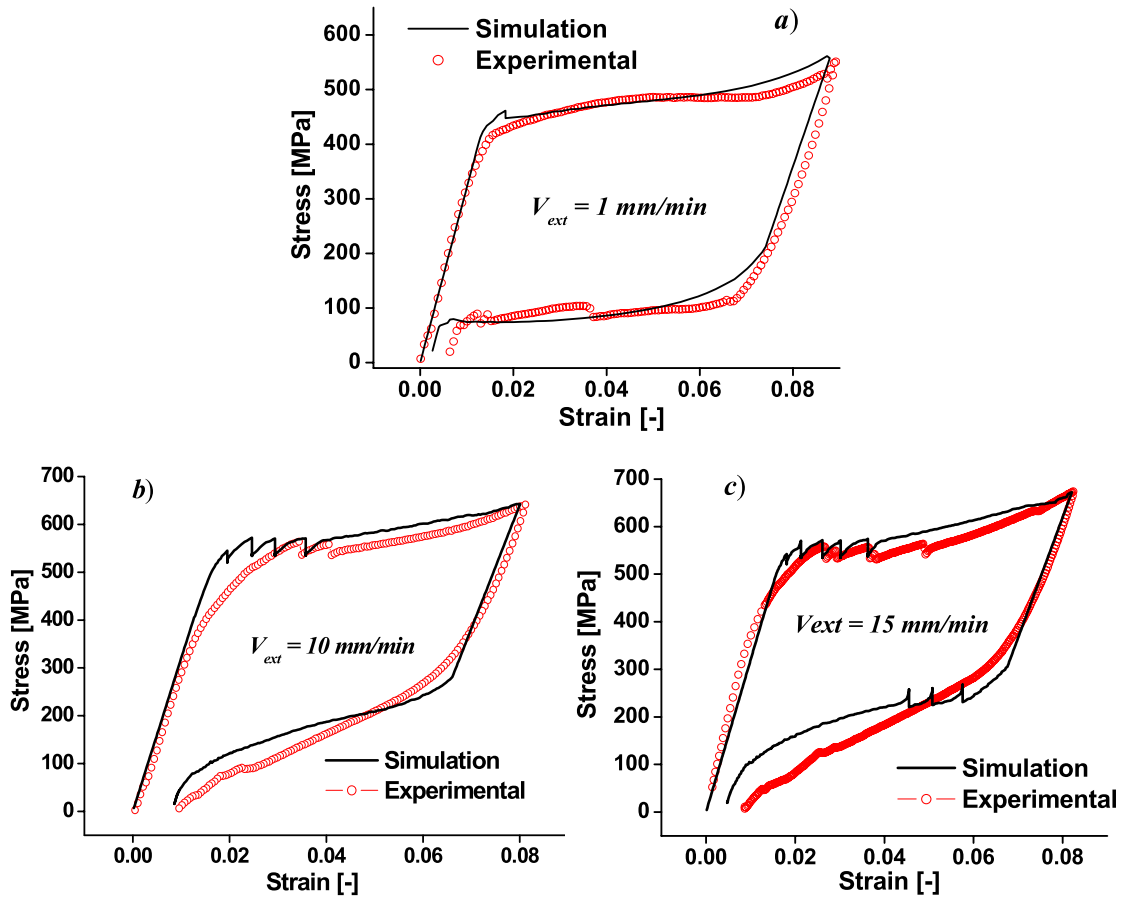 a)
Simulation
Experimental
600
500
400
300
200
100
0
Stress [MPa]
V_ext = 1 mm/min
0.00 0.02 0.04 0.06 0.08
Strain [-]
b)
700
600
500
400
300
200
100
0
Stress [MPa]
V_ext = 10 mm/min
Simulation
Experimental
0.00 0.02 0.04 0.06 0.08
Strain [-]
c)
700
600
500
400
300
200
100
0
Stress [MPa]
Vext = 15 mm/min
Simulation
Experimental
0.00 0.02 0.04 0.06 0.08
Strain [-]